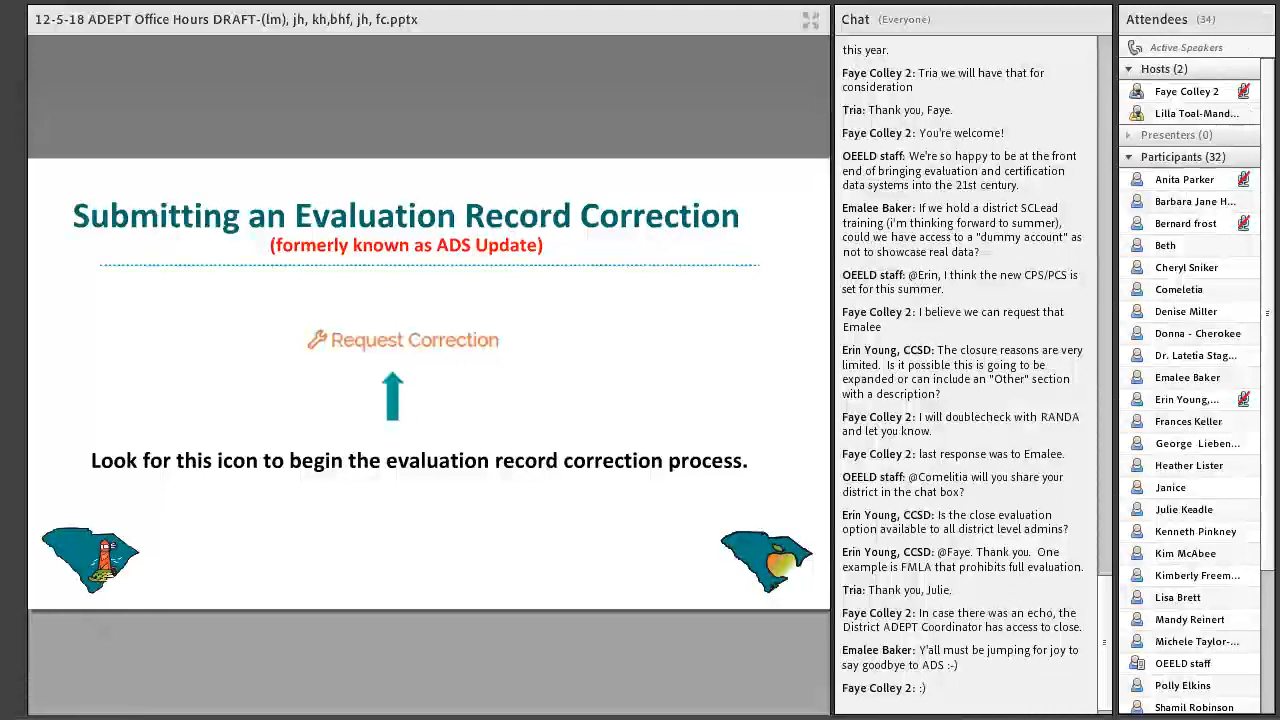 12-5-18 ADEPT Office Hours DRAFT-(lm), jh, kh,bhf, jh, fc.pptx
Submitting an Evaluation Record Correction
(formerly known as ADS Update)
Request Correction
Look for this icon to begin the evaluation record correction process.
Chat (Everyone)
this year.
Faye Colley 2: Tria we will have that for
consideration
Tria: Thank you, Faye.
Faye Colley 2: You're welcome!
OEELD staff: We're so happy to be at the front
end of bringing evaluation and certification
data systems into the 21st century.
Emalee Baker: If we hold a district SCLead
training (i'm thinking forward to summer),
could we have access to a "dummy account" as
not to showcase real data?
OEELD staff: @Erin, I think the new CPS/PCS is
set for this summer.
Faye Colley 2: I believe we can request that
Emalee
Erin Young, CCSD: The closure reasons are very
limited. Is it possible this is going to be
expanded or can include an "Other" section
with a description?
Faye Colley 2: I will doublecheck with RANDA
and let you know.
Faye Colley 2: last response was to Emalee.
OEELD staff: @Comelitia will you share your
district in the chat box?
Erin Young, CCSD: Is the close evaluation
option available to all district level admins?
Erin Young, CCSD: @Faye. Thank you. One
example is FMLA that prohibits full evaluation.
Tria: Thank you, Julie.
Faye Colley 2: In case there was an echo, the
District ADEPT Coordinator has access to close.
Emalee Baker: Y'all must be jumping for joy to
say goodbye to ADS :-)
Faye Colley 2: :)
Attendees (34)
Active Speakers
Hosts (2)
Faye Colley 2
Lilla Toal-Mand...
Presenters (0)
Participants (32)
Anita Parker
Barbara Jane H...
Bernard frost
Beth
Cheryl Sniker
Comeletia
Denise Miller
Donna - Cherokee
Dr. Latetia Stag...
Emalee Baker
Erin Young,...
Frances Keller
George Lieben...
Heather Lister
Janice
Julie Keadle
Kenneth Pinkney
Kim McAbee
Kimberly Freem...
Lisa Brett
Mandy Reinert
Michele Taylor-...
OEELD staff
Polly Elkins
Shamil Robinson